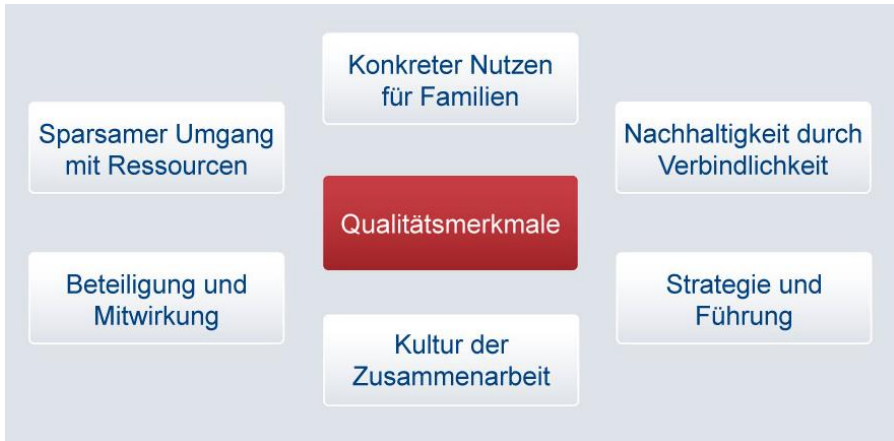 Konkreter Nutzen
für Familien
Sparsamer Umgang
mit Ressourcen
Nachhaltigkeit durch
Verbindlichkeit
Qualitätsmerkmale
Beteiligung und
Mitwirkung
Strategie und
Führung
Kultur der
Zusammenarbeit